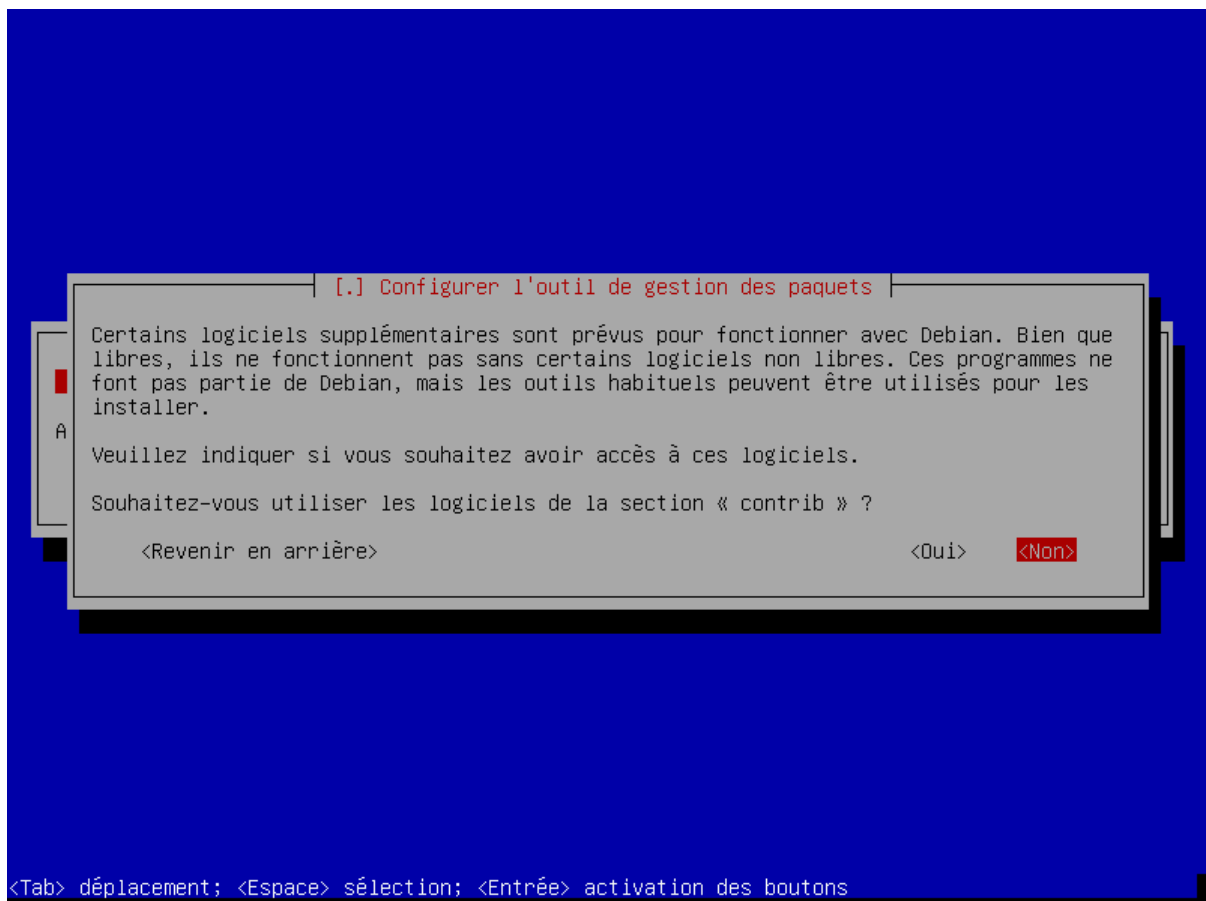 [.] Configurer l'outil de gestion des paquets
Certains logiciels supplémentaires sont prévus pour fonctionner avec Debian. Bien que
libres, ils ne fonctionnent pas sans certains logiciels non libres. Ces programmes ne
font pas partie de Debian, mais les outils habituels peuvent être utilisés pour les
installer.
A
Veuillez indiquer si vous souhaitez avoir accès à ces logiciels.
Souhaitez-vous utiliser les logiciels de la section « contrib » ?
<Revenir en arrière> <Oui> <Non>
<Tab> déplacement; <Espace> sélection; <Entrée> activation des boutons